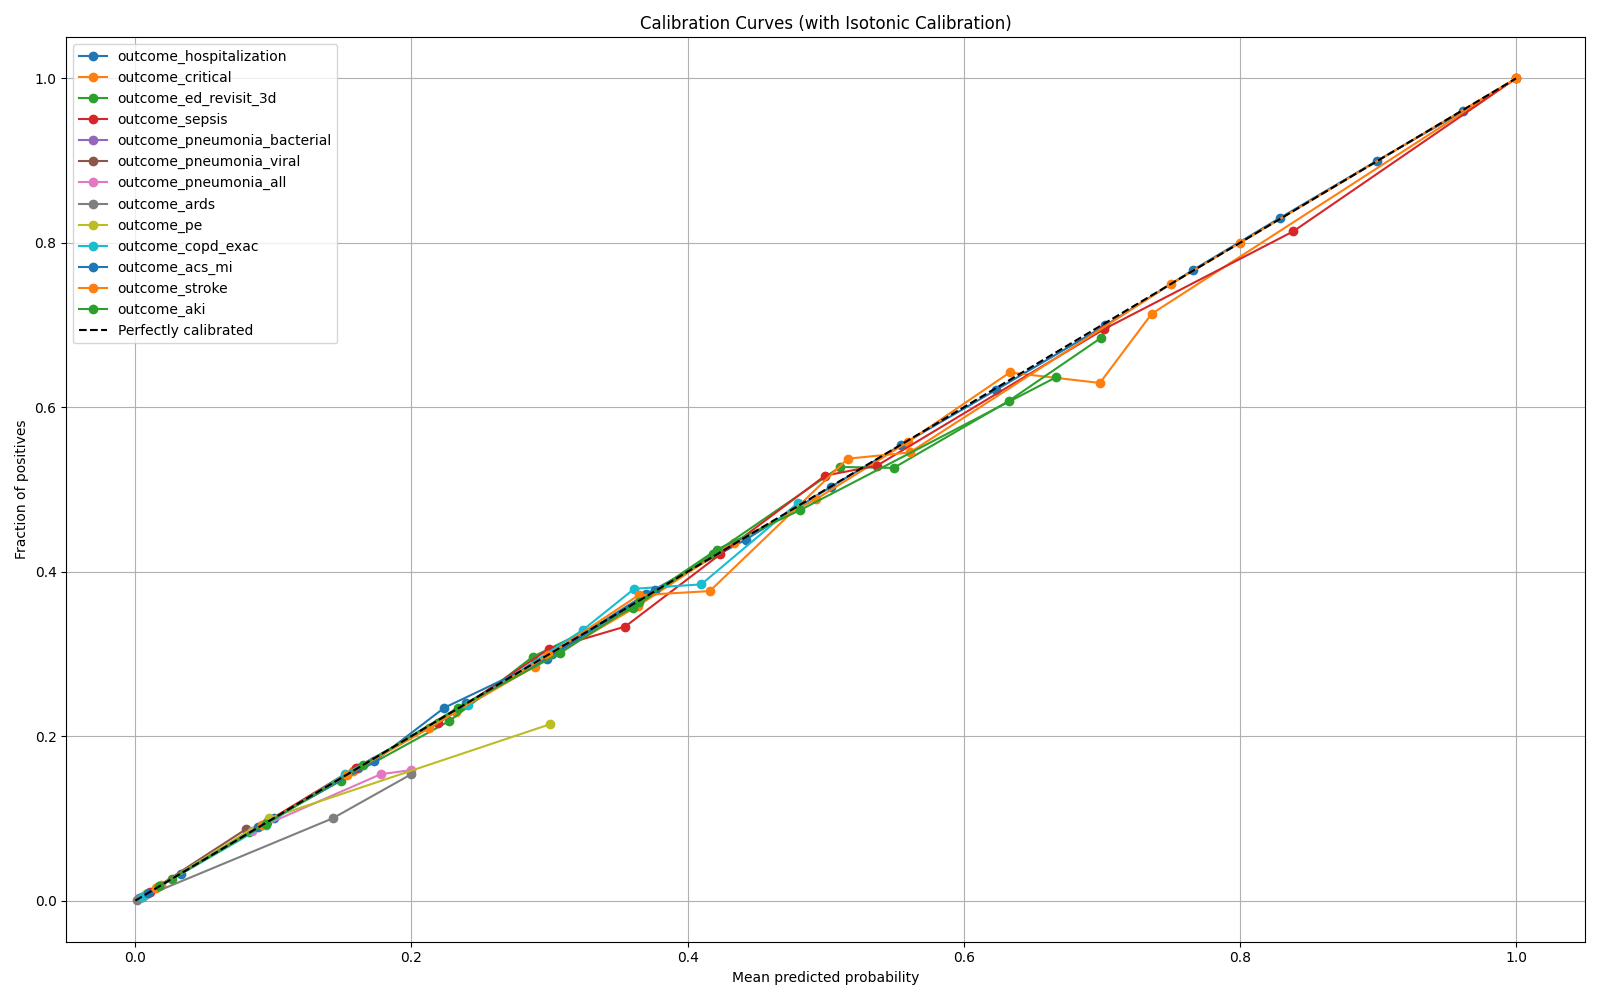 Calibration Curves (with Isotonic Calibration)
outcome_hospitalization
outcome_critical
outcome_ed_revisit_3d
outcome_sepsis
outcome_pneumonia_bacterial
outcome_pneumonia_viral
outcome_pneumonia_all
outcome_ards
outcome_pe
outcome_copd_exac
outcome_acs_mi
outcome_stroke
outcome_aki
Perfectly calibrated
Fraction of positives
1.0
0.8
0.6
0.4
0.2
0.0
0.0 0.2 0.4 0.6 0.8 1.0
Mean predicted probability